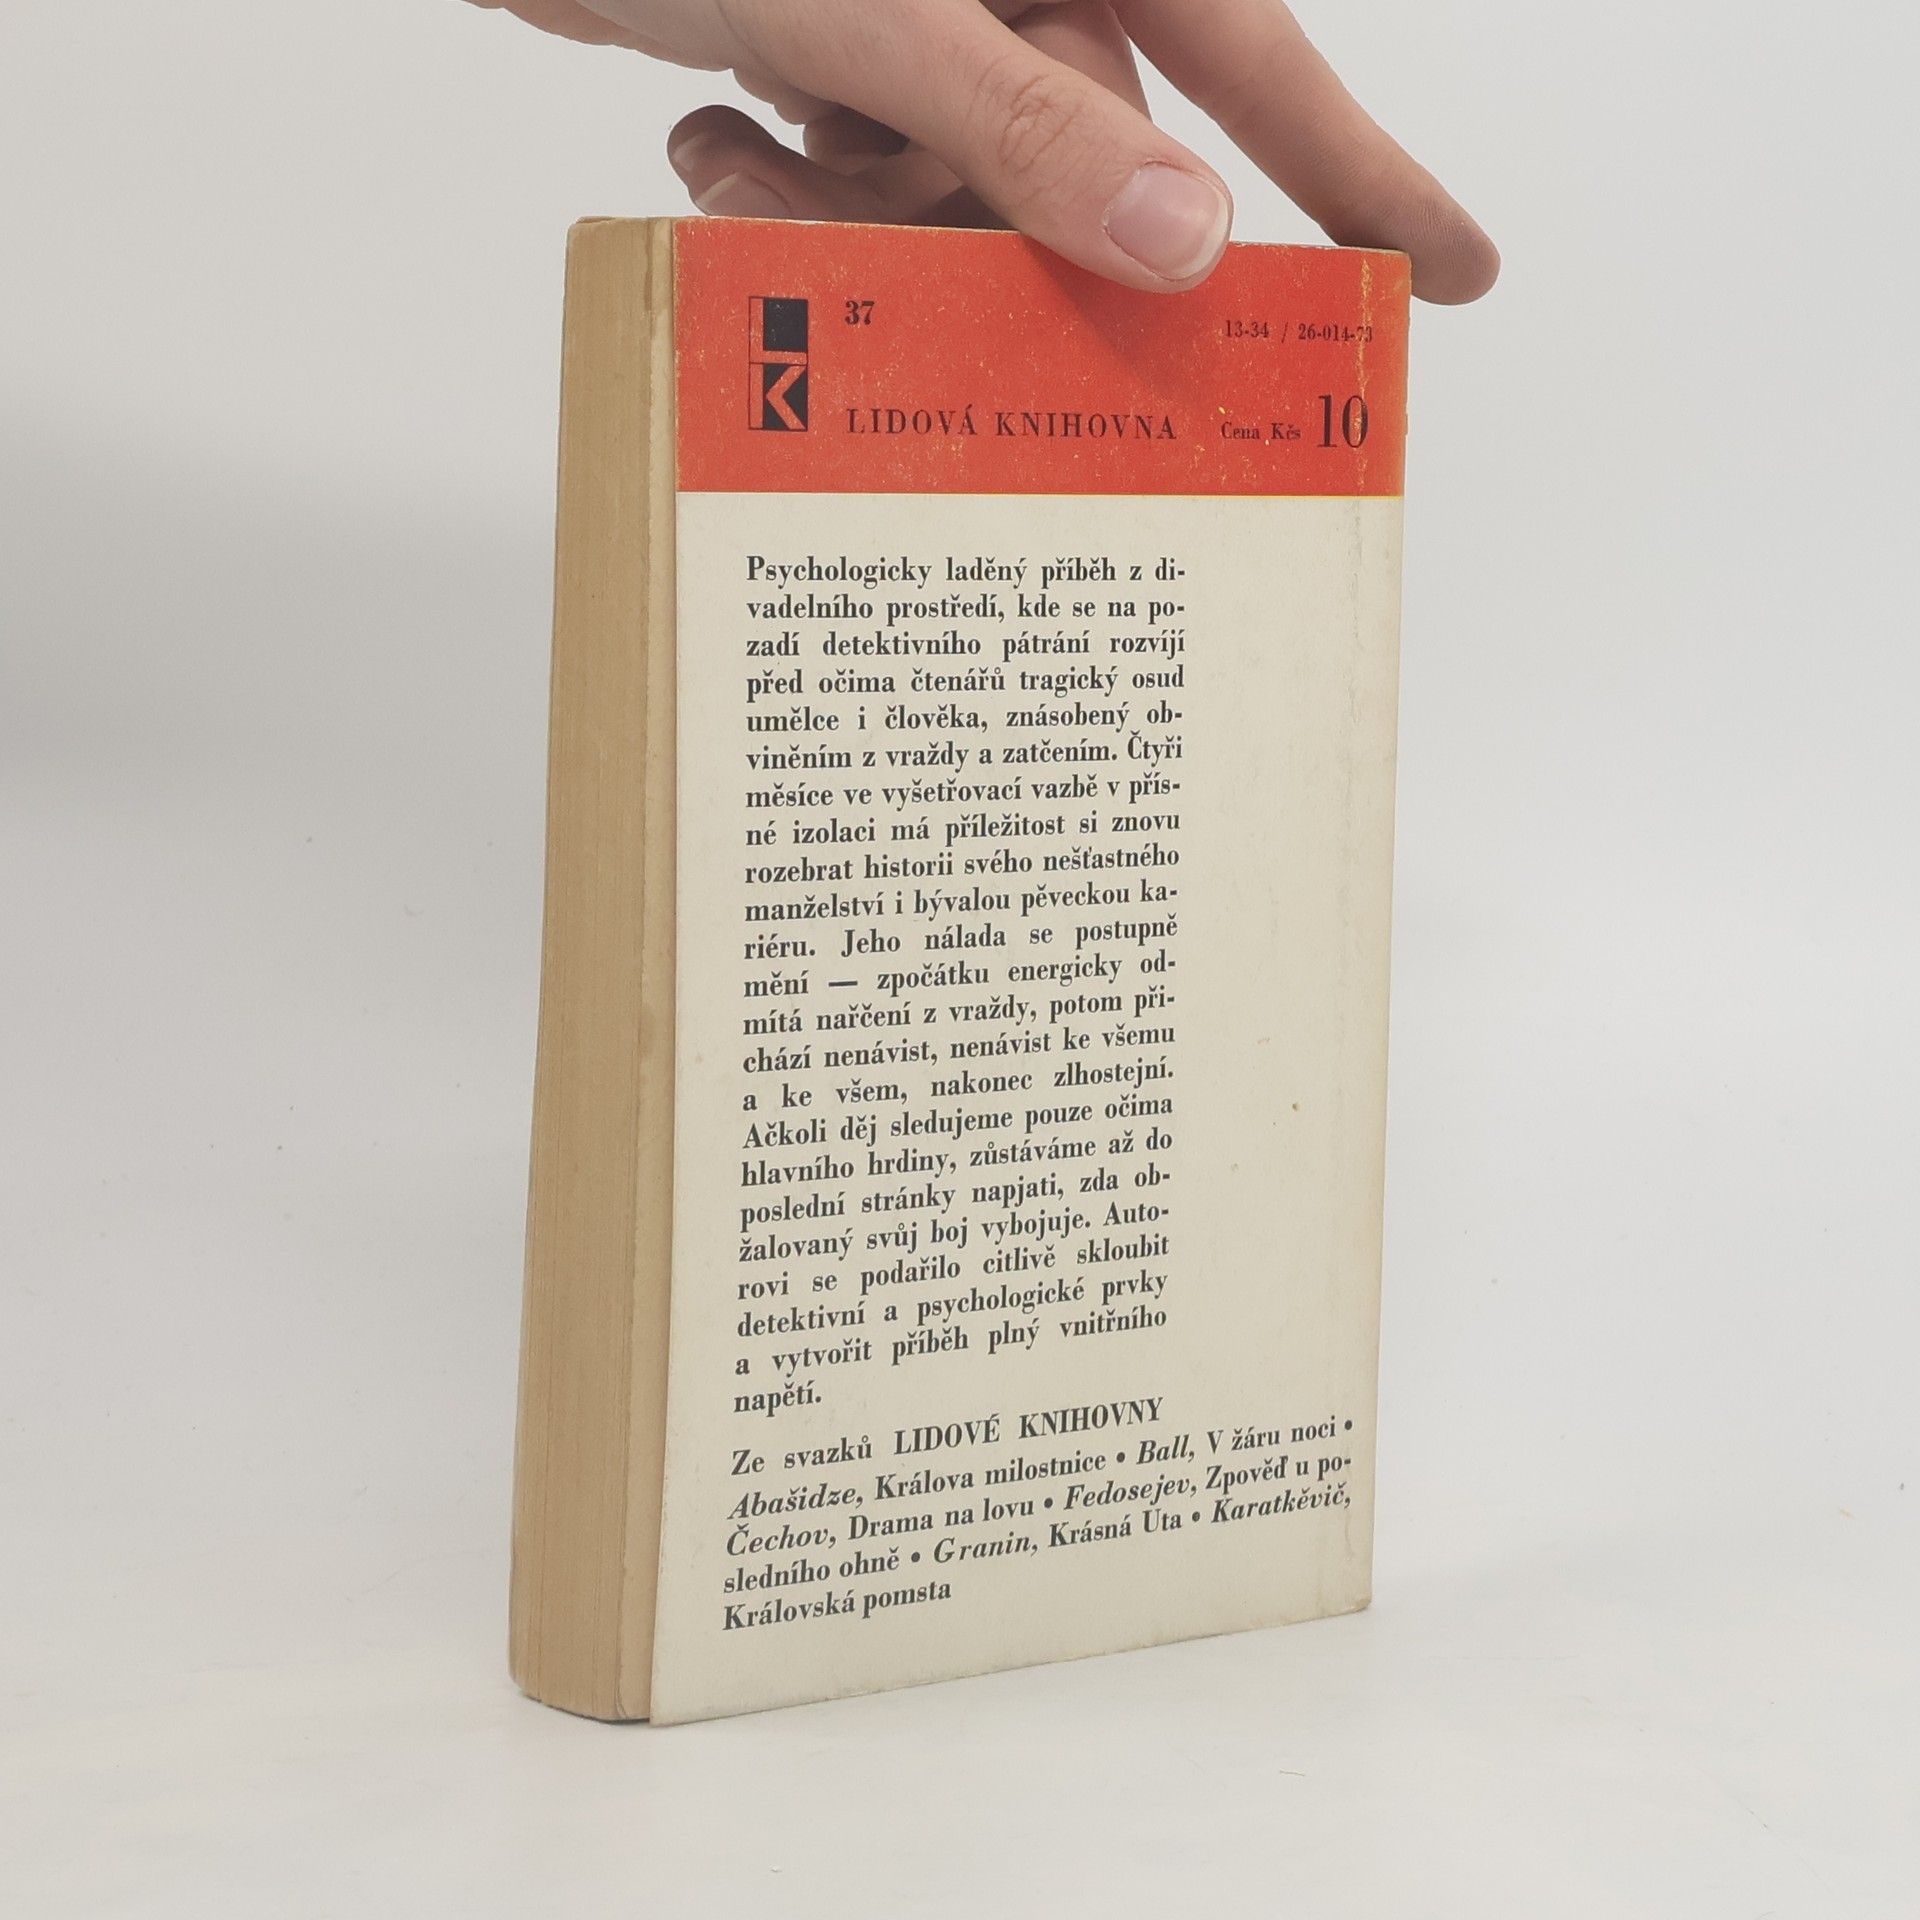 LK
37
13-34 / 26-014-73
LIDOVÁ KNIHOVNA
Cena Kčs 10
Psychologicky laděný příběh z di-
vadelního prostředí, kde se na po-
zadí detektivního pátrání rozvíjí
před očima čtenářů tragický osud
umělce i člověka, znásobený ob-
viněním z vraždy a zatčením. Čtyři
měsíce ve vyšetřovací vazbě v přís-
né izolaci má příležitost si znovu
rozebrat historii svého nešťastného
manželství i bývalou pěveckou ka-
riéru. Jeho nálada se postupně
mění — zpočátku energicky od-
mítá nařčení z vraždy, potom při-
chází nenávist, nenávist ke všemu
a ke všem, nakonec zlhostejní.
Ačkoli děj sledujeme pouze očima
hlavního hrdiny, zůstáváme až do
poslední stránky napjati, zda ob-
žalovaný svůj boj vybojuje. Auto-
rovi se podařilo citlivě skloubit
detektivní a psychologické prvky
a vytvořit příběh plný vnitřního
napětí.
Ze svazků LIDOVÉ KNIHOVNY
Abašidze, Králova milostnice • Ball, V žáru noci •
Čechov, Drama na lovu • Fedosejev, Zpověď u po-
sledního ohně • Granin, Krásná Uta • Karatkěvič,
Královská pomsta